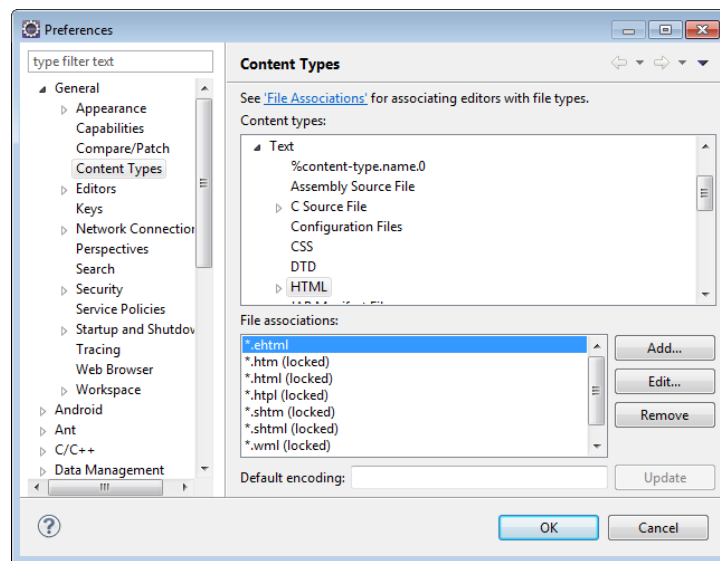 Preferences
type filter text
General
Appearance
Capabilities
Compare/Patch
Content Types
Editors
Keys
Network Connection
Perspectives
Search
Security
Service Policies
Startup and Shutdov
Tracing
Web Browser
Workspace
Android
Ant
C/C++
Data Management
Content Types
See 'File Associations' for associating editors with file types.
Content types:
Text
%content-type.name.0
Assembly Source File
C Source File
Configuration Files
CSS
DTD
HTML
File associations:
*.ehtml
*.htm (locked)
*.html (locked)
*.htpl (locked)
*.shtm (locked)
*.shtml (locked)
*.wml (locked)
Add...
Edit...
Remove
Default encoding:
Update
?
OK
Cancel